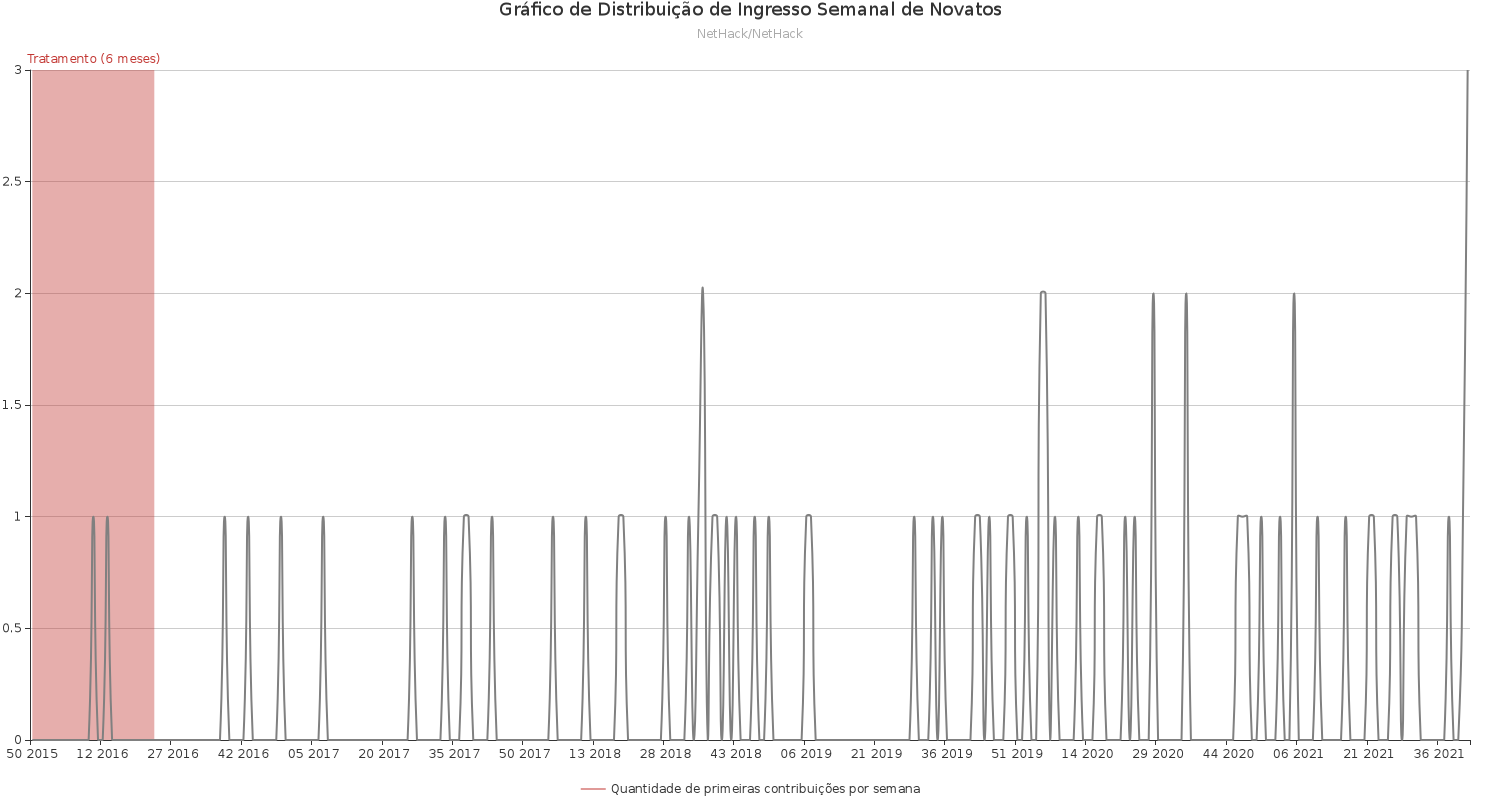 Gráfico de Distribuição de Ingresso Semanal de Novatos
NetHack/NetHack
Tratamento (6 meses)
3
2.5
2
1.5
1
0.5
0
50 2015 12 2016 27 2016 42 2016 05 2017 20 2017 35 2017 50 2017 13 2018 28 2018 43 2018 06 2019 21 2019 36 2019 51 2019 14 2020 29 2020 44 2020 06 2021 21 2021 36 2021
Quantidade de primeiras contribuições por semana